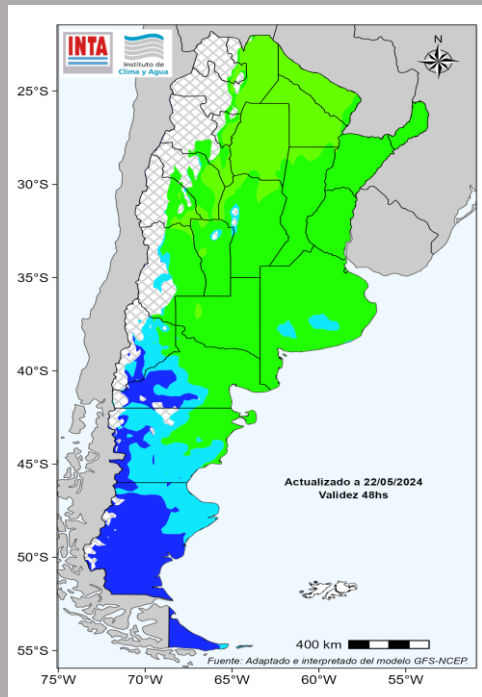 INTA
Instituto de
Clima y Agua
N
25°S
30°S
35°S
40°S
45°S
50°S
55°S
Actualizado a 22/05/2024
Validez 48hs
400 km
Fuente: Adaptado e interpretado del modelo GFS-NCEP.
75°W
70°W
65°W
60°W
55°W